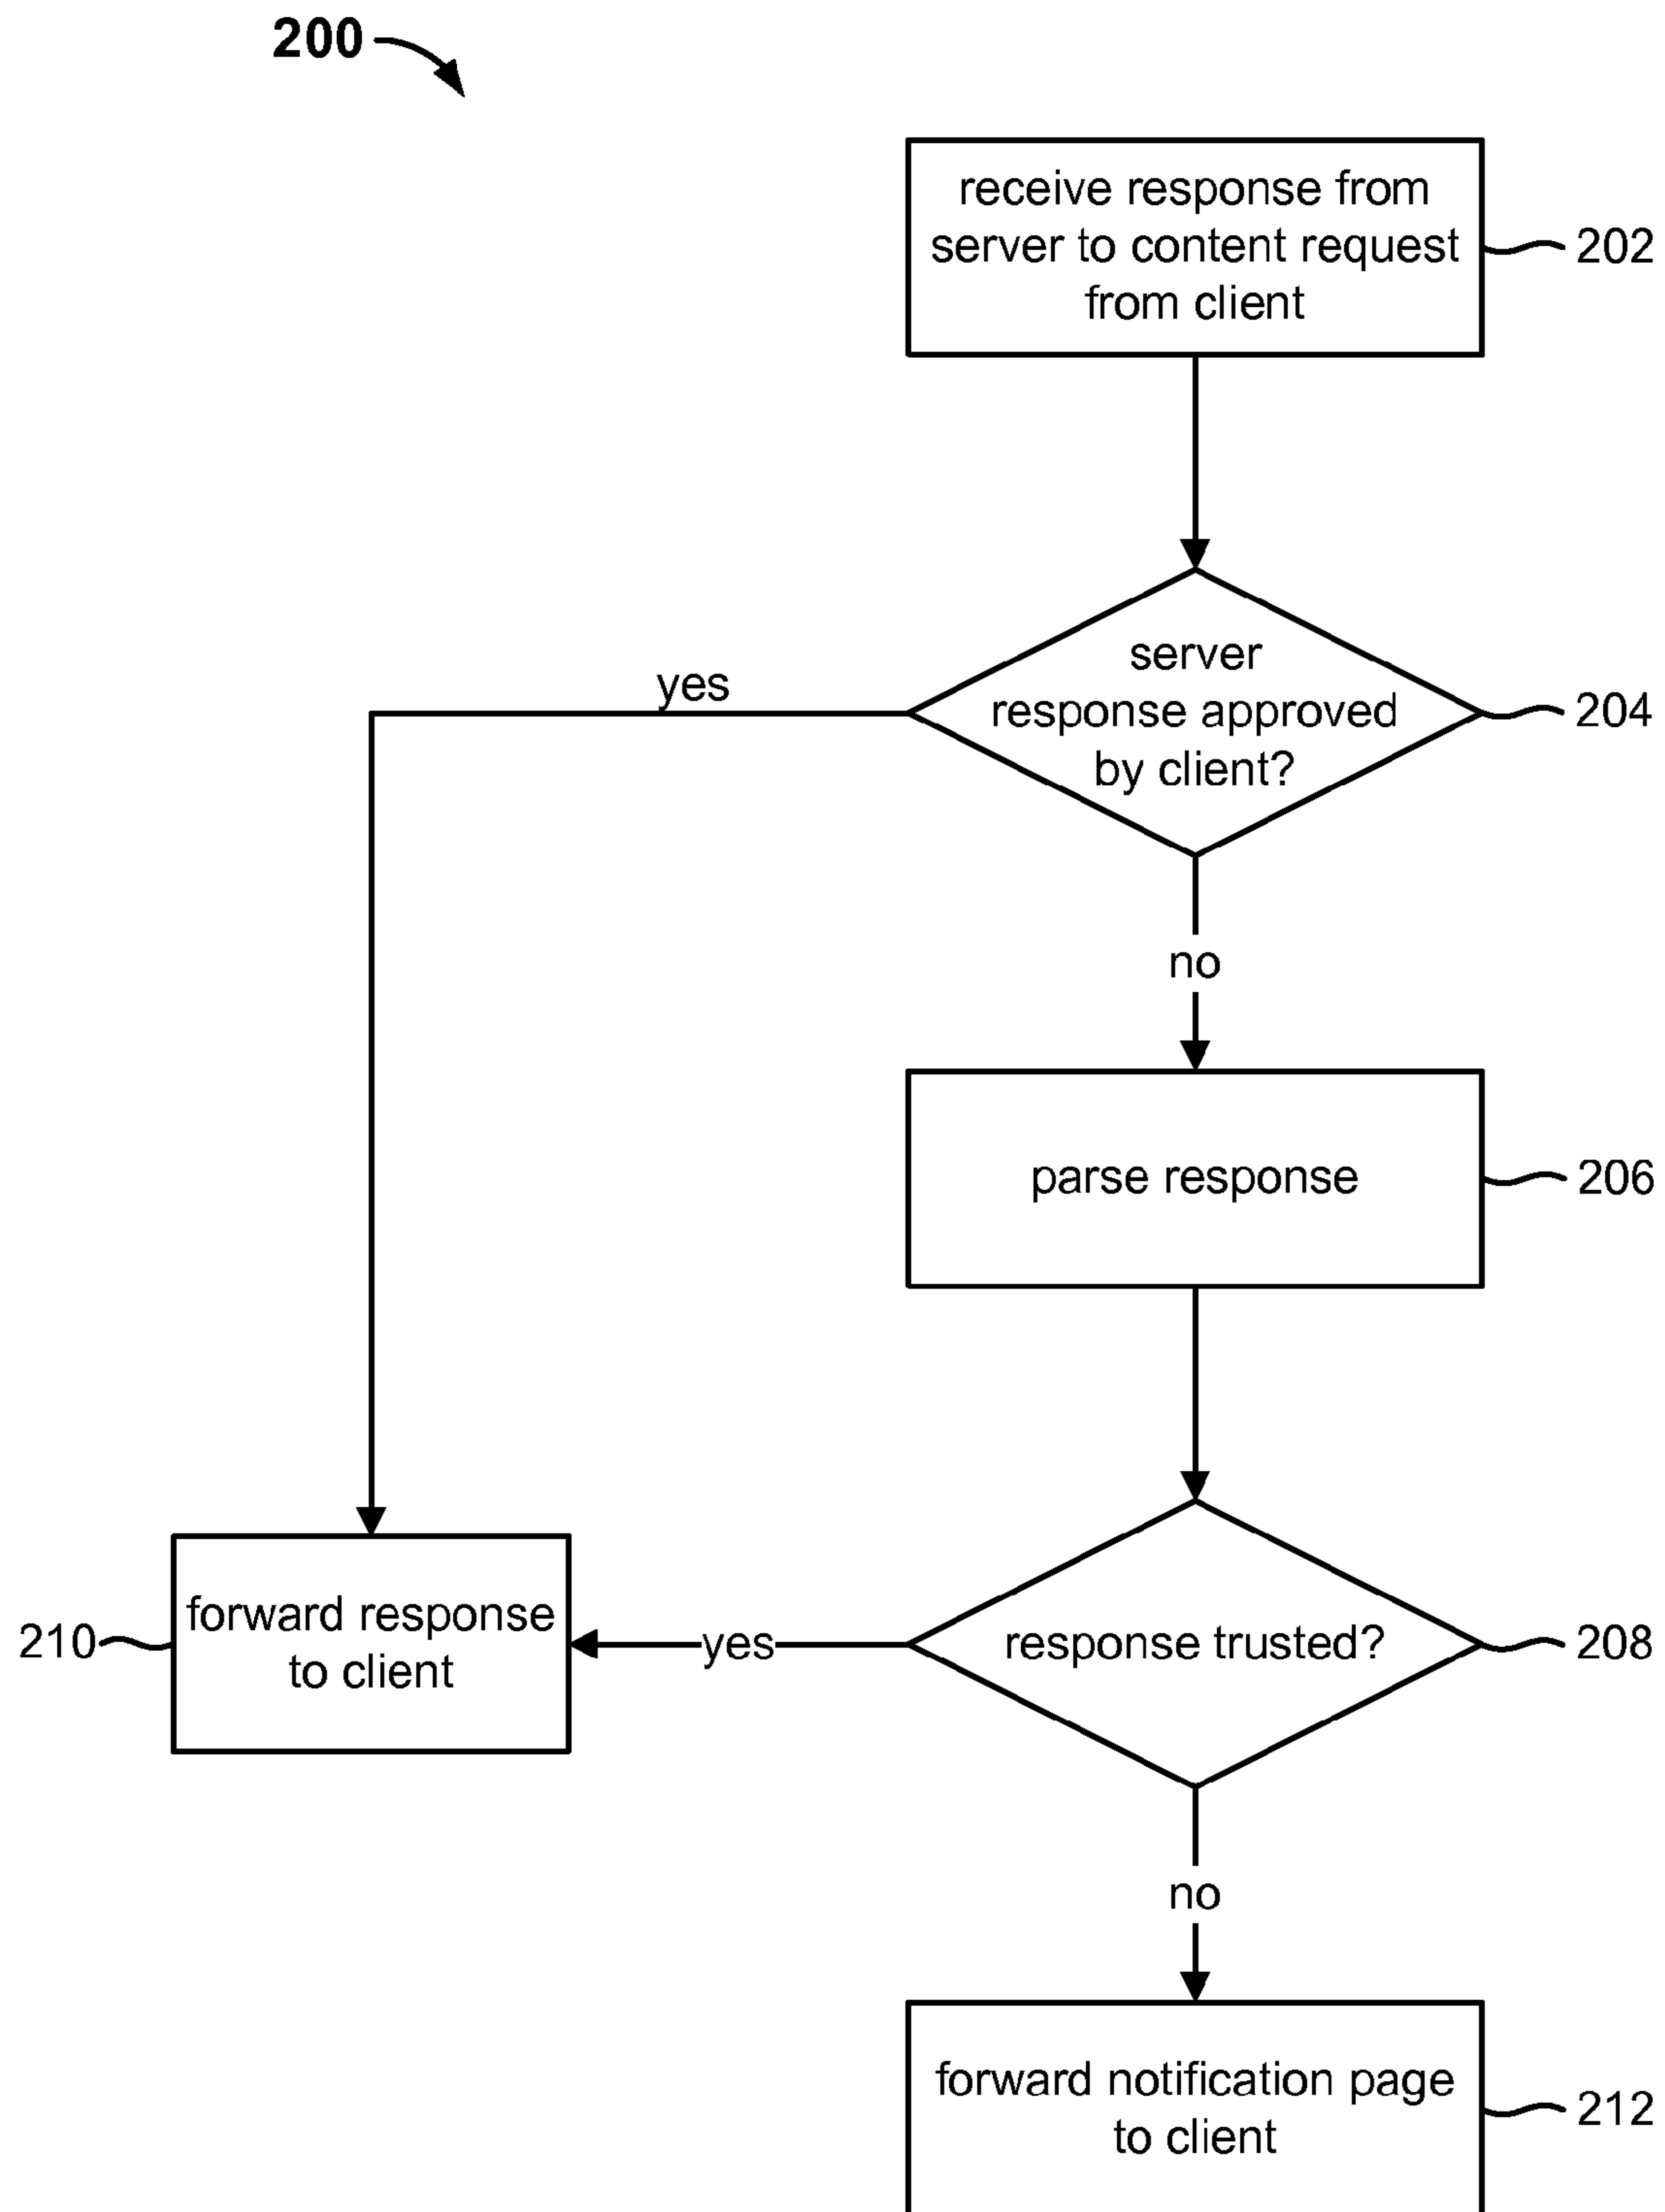 200
receive response from
server to content request
from client
202
server
response approved
by client?
204
yes
no
parse response
206
response trusted?
208
yes
forward response
to client
210
no
forward notification page
to client
212